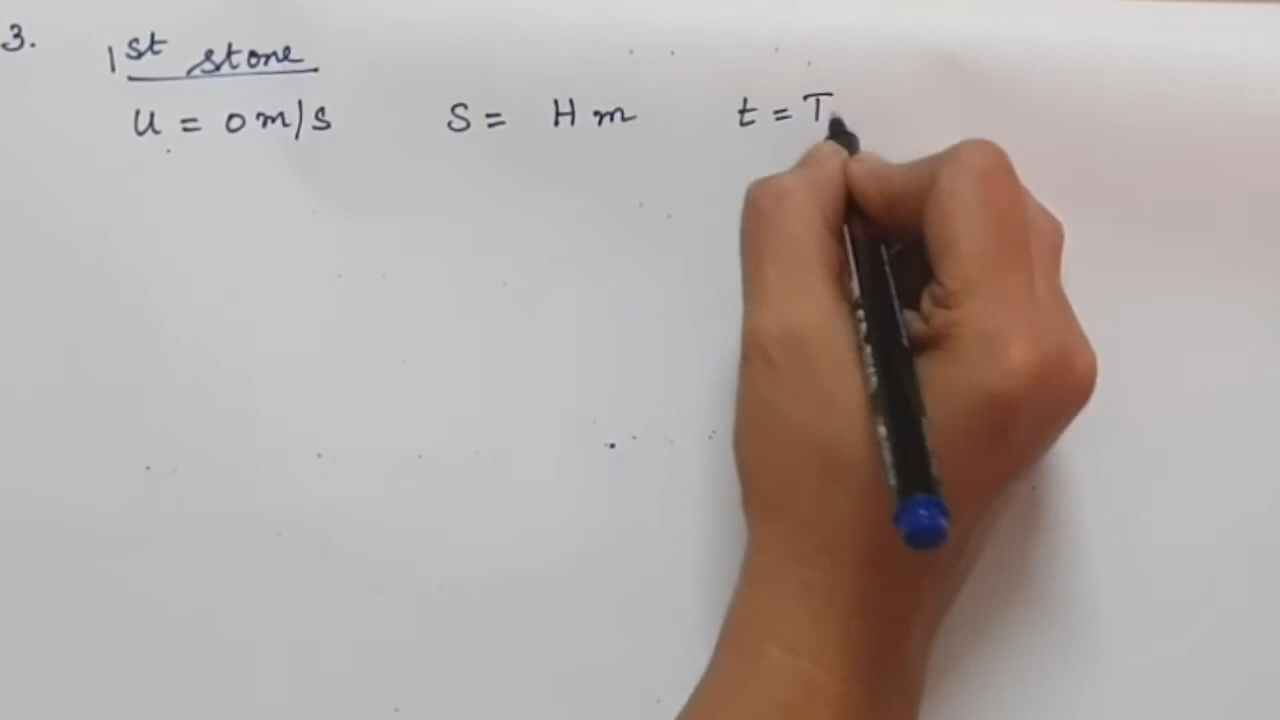 3. 1st stone
u = 0 m/s S = H m t = T